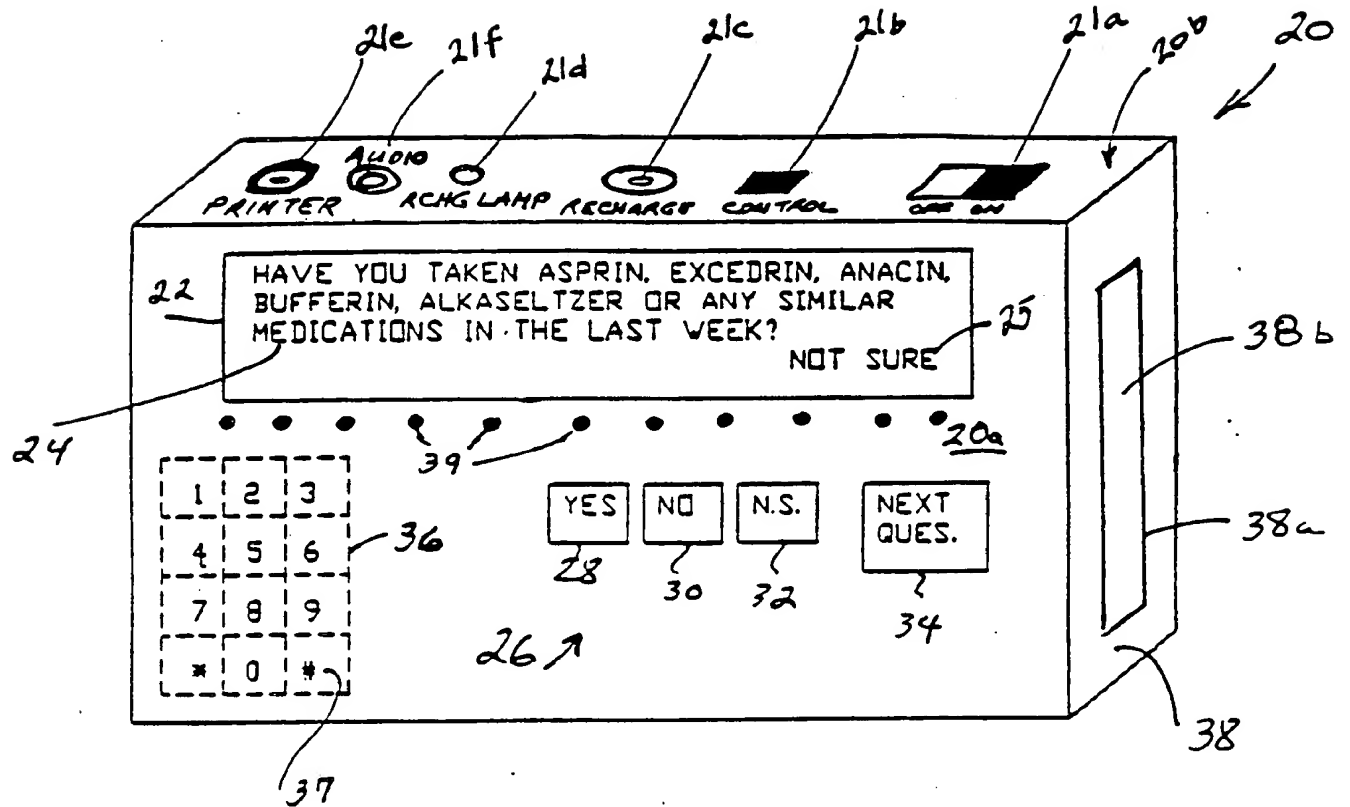 21e 21f 21d 21c 21b 21a 20b 20
AUDIO
PRINTER RCHG LAMP RECHARGE CONTROL OFF ON
22
HAVE YOU TAKEN ASPRIN, EXCEDRIN, ANACIN,
BUFFERIN, ALKASELTZER OR ANY SIMILAR
MEDICATIONS IN THE LAST WEEK?
NOT SURE
25
38b
24
39
20a
1 2 3
4 5 6
7 8 9
* 0 #
36
37
YES NO N.S. NEXT
QUES.
28 30 32 34
26
38a
38